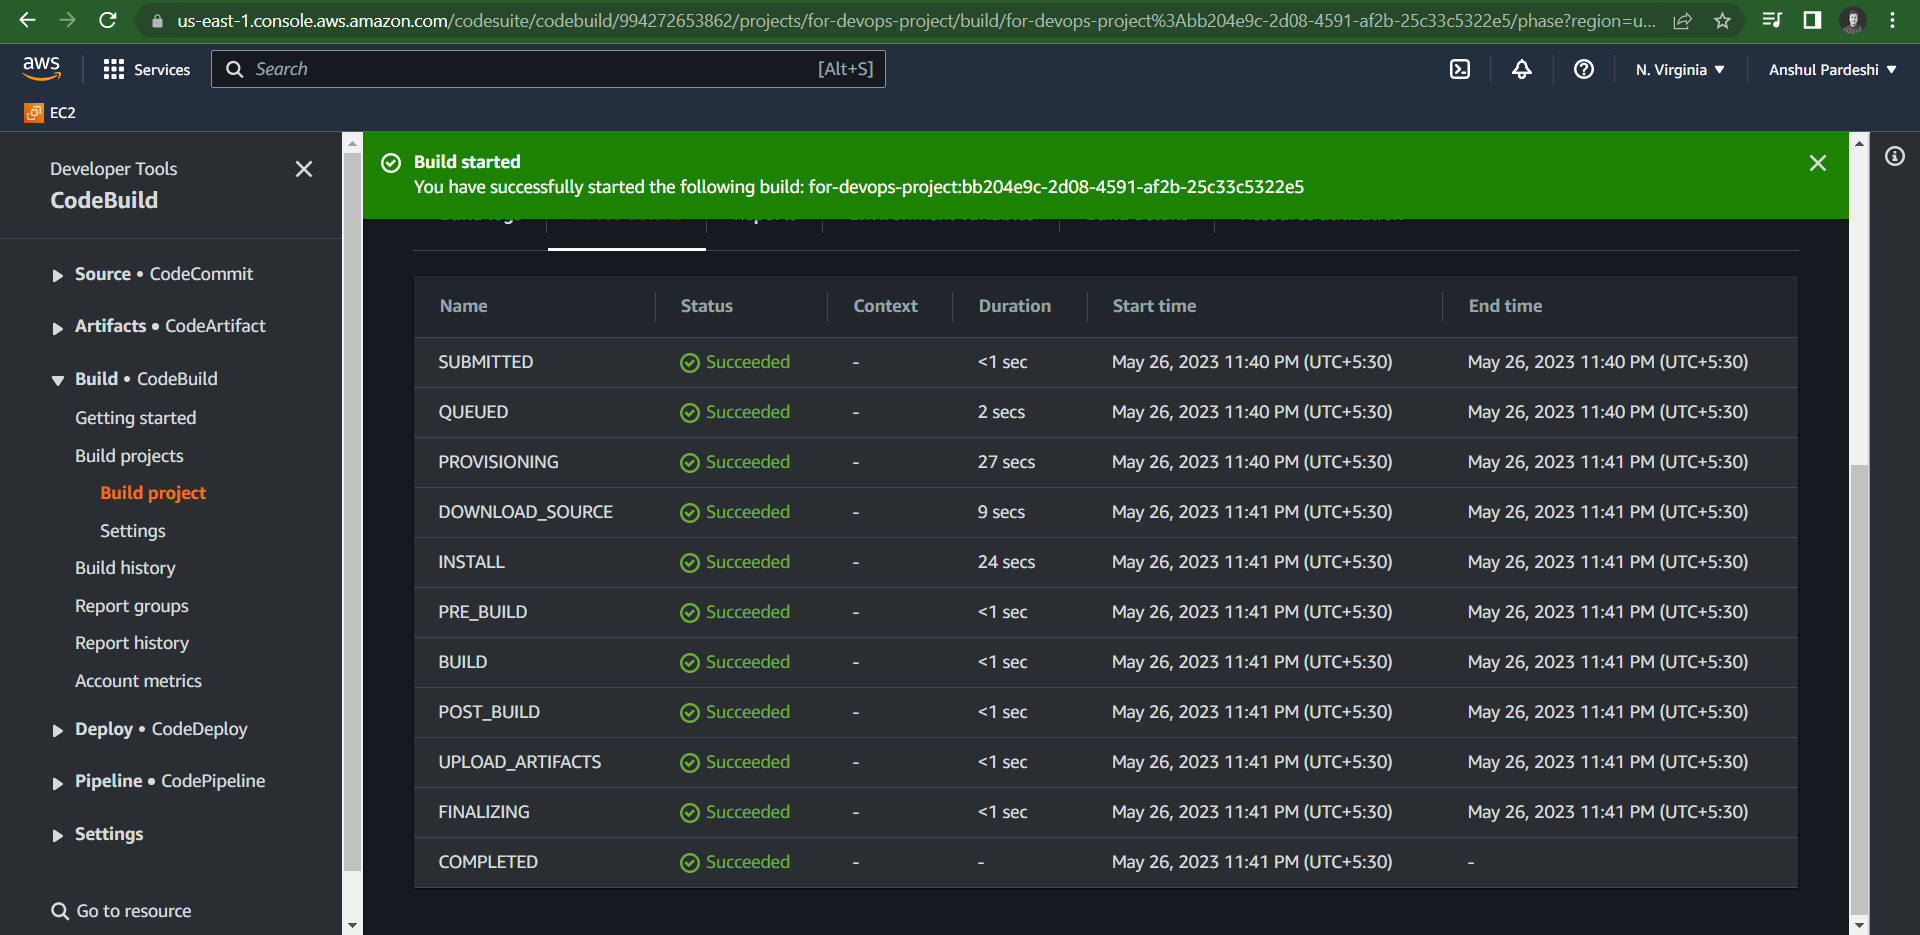 us-east-1.console.aws.amazon.com/codesuite/codebuild/994272653862/projects/for-devops-project/build/for-devops-project%3Abb204e9c-2d08-4591-af2b-25c33c5322e5/phase?region=u...
aws
Services
Search
[Alt+S]
N. Virginia
Anshul Pardeshi
EC2
Developer Tools
CodeBuild
Source • CodeCommit
Artifacts • CodeArtifact
Build • CodeBuild
Getting started
Build projects
Build project
Settings
Build history
Report groups
Report history
Account metrics
Deploy • CodeDeploy
Pipeline • CodePipeline
Settings
Go to resource
Build started
You have successfully started the following build: for-devops-project:bb204e9c-2d08-4591-af2b-25c33c5322e5
Name Status Context Duration Start time End time
SUBMITTED Succeeded - <1 sec May 26, 2023 11:40 PM (UTC+5:30) May 26, 2023 11:40 PM (UTC+5:30)
QUEUED Succeeded - 2 secs May 26, 2023 11:40 PM (UTC+5:30) May 26, 2023 11:40 PM (UTC+5:30)
PROVISIONING Succeeded - 27 secs May 26, 2023 11:40 PM (UTC+5:30) May 26, 2023 11:41 PM (UTC+5:30)
DOWNLOAD_SOURCE Succeeded - 9 secs May 26, 2023 11:41 PM (UTC+5:30) May 26, 2023 11:41 PM (UTC+5:30)
INSTALL Succeeded - 24 secs May 26, 2023 11:41 PM (UTC+5:30) May 26, 2023 11:41 PM (UTC+5:30)
PRE_BUILD Succeeded - <1 sec May 26, 2023 11:41 PM (UTC+5:30) May 26, 2023 11:41 PM (UTC+5:30)
BUILD Succeeded - <1 sec May 26, 2023 11:41 PM (UTC+5:30) May 26, 2023 11:41 PM (UTC+5:30)
POST_BUILD Succeeded - <1 sec May 26, 2023 11:41 PM (UTC+5:30) May 26, 2023 11:41 PM (UTC+5:30)
UPLOAD_ARTIFACTS Succeeded - <1 sec May 26, 2023 11:41 PM (UTC+5:30) May 26, 2023 11:41 PM (UTC+5:30)
FINALIZING Succeeded - <1 sec May 26, 2023 11:41 PM (UTC+5:30) May 26, 2023 11:41 PM (UTC+5:30)
COMPLETED Succeeded - - May 26, 2023 11:41 PM (UTC+5:30) -